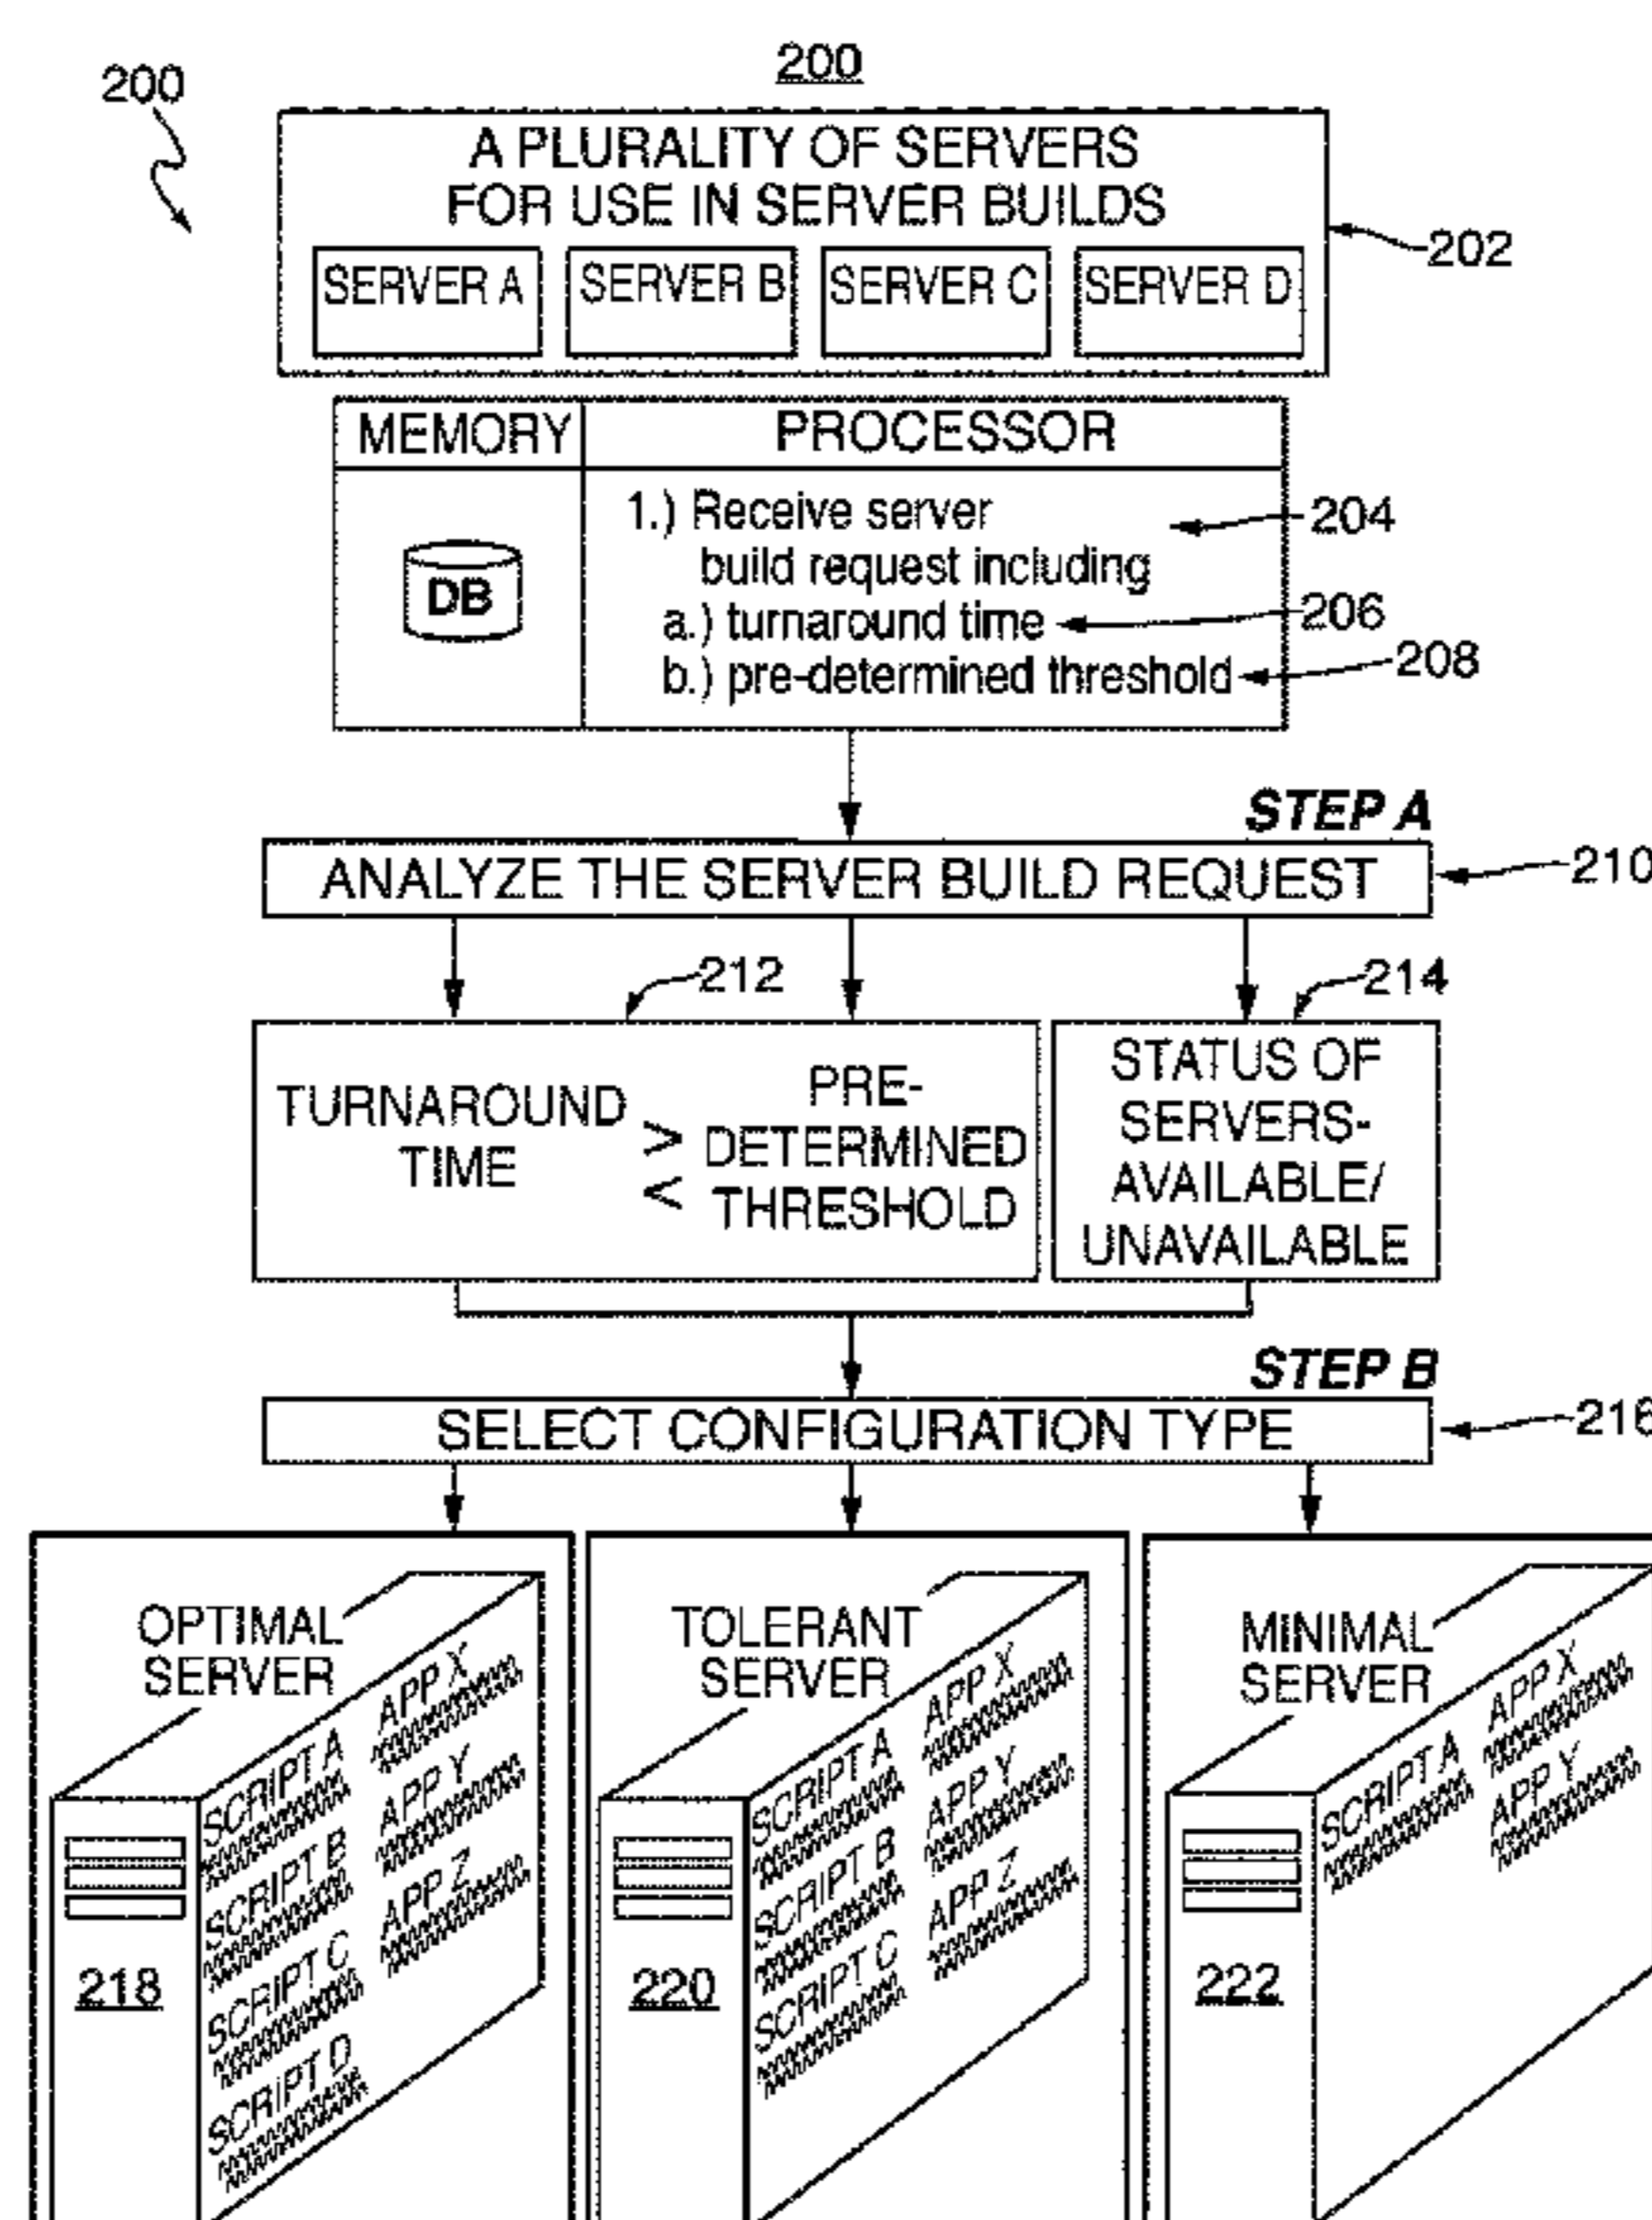 200
200
A PLURALITY OF SERVERS
FOR USE IN SERVER BUILDS
202
SERVER A
SERVER B
SERVER C
SERVER D
MEMORY
PROCESSOR
DB
1.) Receive server
build request including
a.) turnaround time
b.) pre-determined threshold
204
206
208
STEP A
ANALYZE THE SERVER BUILD REQUEST
210
212
214
TURNAROUND
TIME
>
<
PRE-
DETERMINED
THRESHOLD
STATUS OF
SERVERS-
AVAILABLE/
UNAVAILABLE
STEP B
SELECT CONFIGURATION TYPE
216
OPTIMAL
SERVER
SCRIPT A
SCRIPT B
SCRIPT C
SCRIPT D
APP X
APP Y
APP Z
218
TOLERANT
SERVER
SCRIPT A
SCRIPT B
SCRIPT C
APP X
APP Y
APP Z
220
MINIMAL
SERVER
SCRIPT A
APP X
APP Y
222